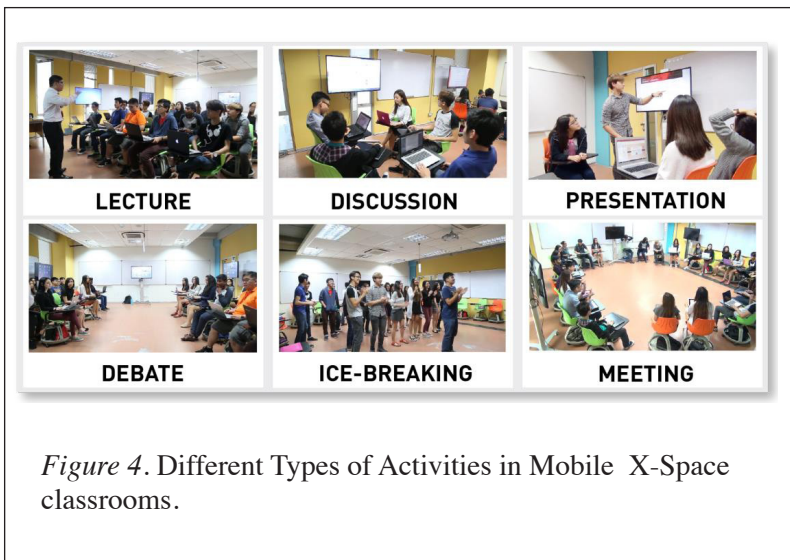 LECTURE
DISCUSSION
PRESENTATION
DEBATE
ICE-BREAKING
MEETING
Figure 4. Different Types of Activities in Mobile X-Space
classrooms.